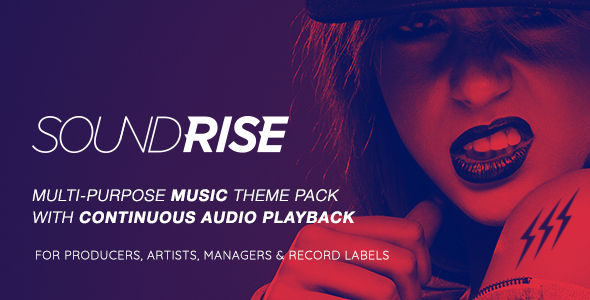 SOUNDRISE
MULTI-PURPOSE MUSIC THEME PACK
WITH CONTINUOUS AUDIO PLAYBACK
FOR PRODUCERS, ARTISTS, MANAGERS & RECORD LABELS